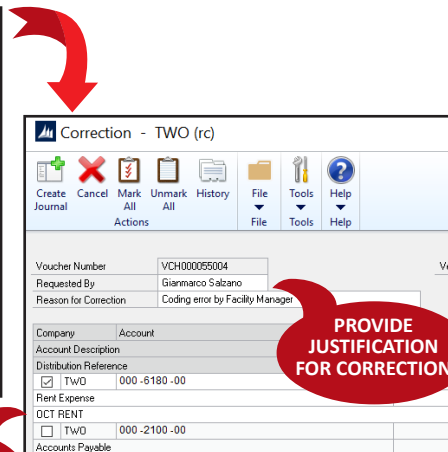 Correction - TWO (rc)
Create Journal
Cancel
Mark All
Unmark All
History
File
Tools
Help
Actions
File
Tools
Help
Voucher Number VCH000055004
Requested By Gianmarco Salzano
Reason for Correction Coding error by Facility Manager
PROVIDE
JUSTIFICATION
FOR CORRECTION
Company Account
Account Description
Distribution Reference
TWO 000 -6180 -00
Rent Expense
OCT RENT
TWO 000 -2100 -00
Accounts Payable